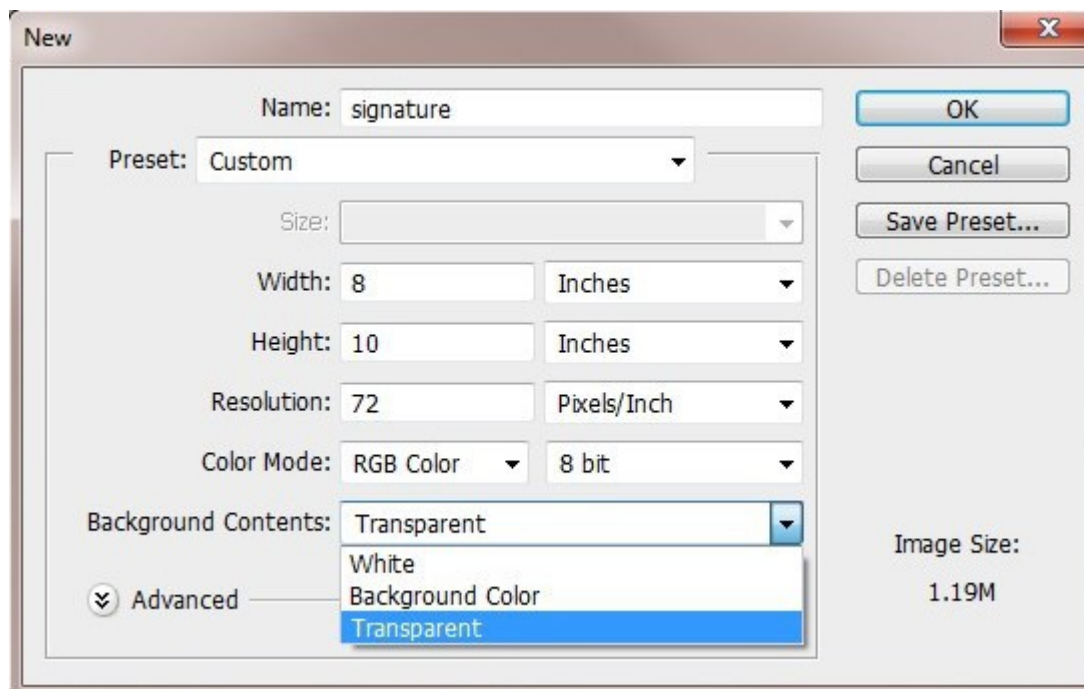 New
Name: signature
OK
Preset: Custom
Cancel
Size:
Save Preset...
Width: 8 Inches
Delete Preset...
Height: 10 Inches
Resolution: 72 Pixels/Inch
Color Mode: RGB Color 8 bit
Background Contents: Transparent
White
Background Color
Transparent
Advanced
Image Size:
1.19M